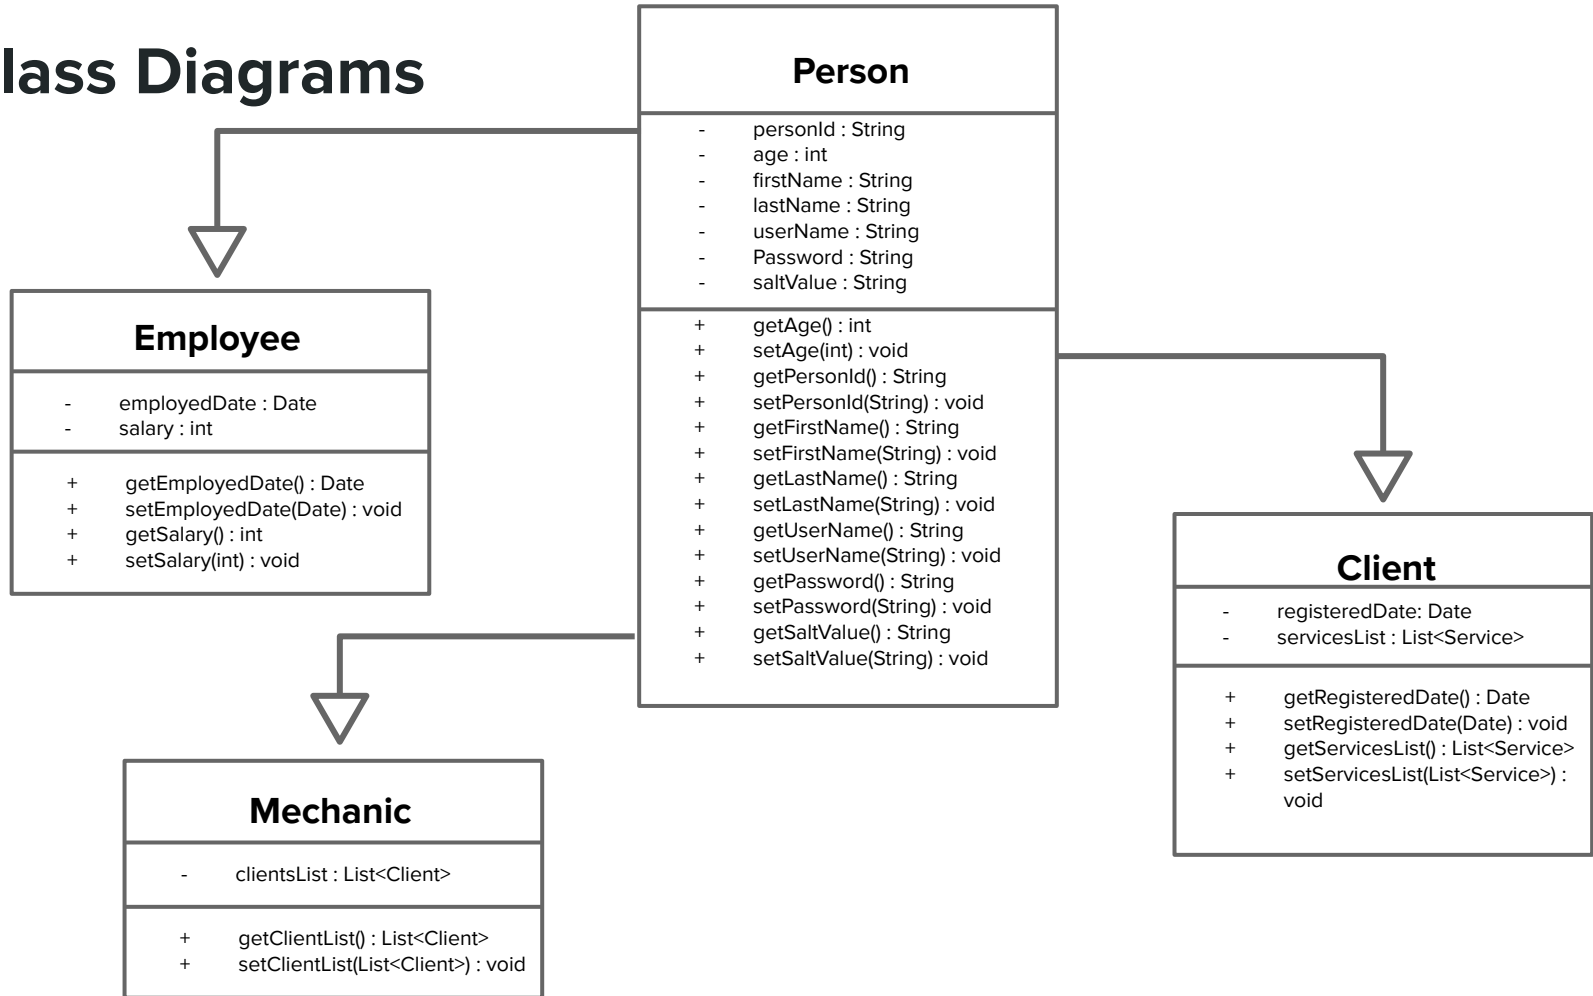 lass Diagrams
Person
- personId : String
- age : int
- firstName : String
- lastName : String
- userName : String
- Password : String
- saltValue : String
+ getAge() : int
+ setAge(int) : void
+ getPersonId() : String
+ setPersonId(String) : void
+ getFirstName() : String
+ setFirstName(String) : void
+ getLastName() : String
+ setLastName(String) : void
+ getUserName() : String
+ setUserName(String) : void
+ getPassword() : String
+ setPassword(String) : void
+ getSaltValue() : String
+ setSaltValue(String) : void
Employee
- employedDate : Date
- salary : int
+ getEmployedDate() : Date
+ setEmployedDate(Date) : void
+ getSalary() : int
+ setSalary(int) : void
Client
- registeredDate: Date
- servicesList : List<Service>
+ getRegisteredDate() : Date
+ setRegisteredDate(Date) : void
+ getServicesList() : List<Service>
+ setServicesList(List<Service>) :
void
Mechanic
- clientsList : List<Client>
+ getClientList() : List<Client>
+ setClientList(List<Client>) : void